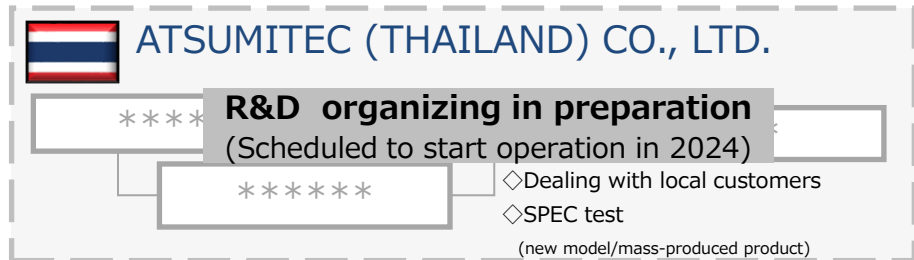 ATSUMITEC (THAILAND) CO., LTD.
****
R&D organizing in preparation
(Scheduled to start operation in 2024)
******
◇Dealing with local customers
◇SPEC test
(new model/mass-produced product)